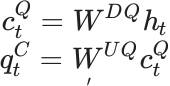 c_t^Q = W^{DQ} h_t
q_t^C = W^{UQ} c_t^Q
,